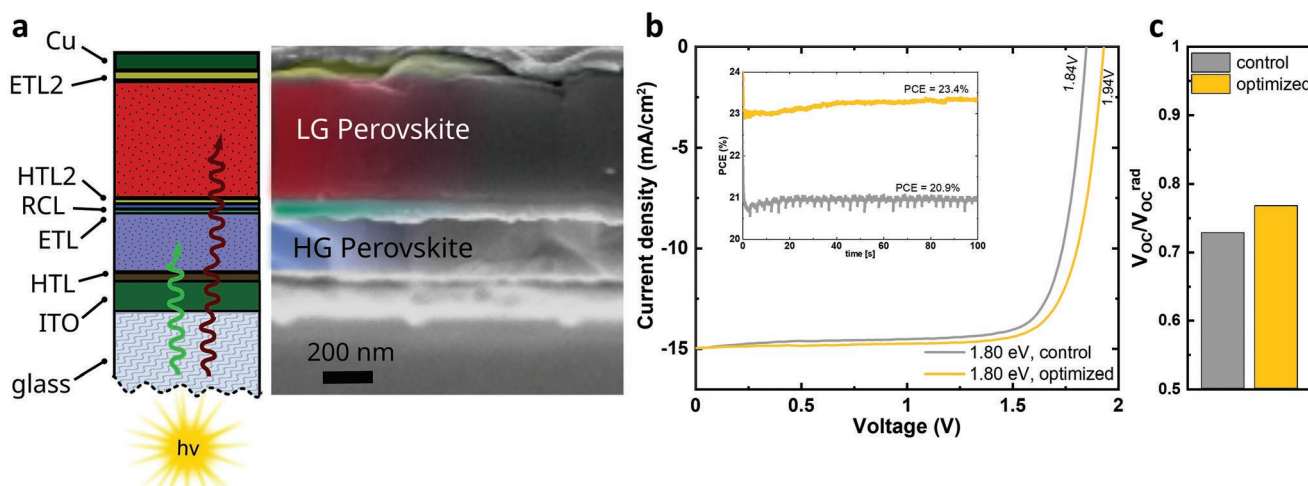 a
Cu
ETL2
HTL2
RCL
ETL
HTL
ITO
glass
hv
LG Perovskite
HG Perovskite
200 nm
b
Current density (mA/cm²)
0
-5
-10
-15
0
0.5
1
1.5
2
Voltage (V)
1.84V
1.94V
1.80 eV, control
1.80 eV, optimized
PCE (%)
24
23
22
21
20
0
20
40
60
80
100
time [s]
PCE = 23.4%
PCE = 20.9%
c
V_OC/V_OC^rad
1
0.9
0.8
0.7
0.6
0.5
control
optimized